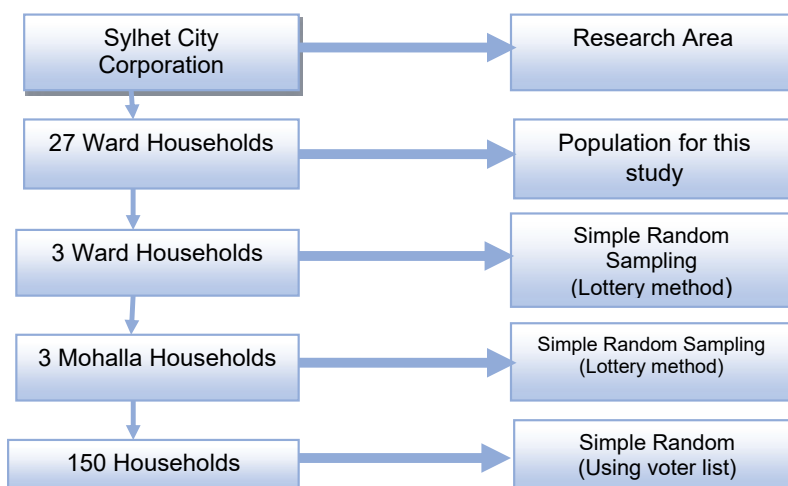 Sylhet City
Corporation
Research Area
27 Ward Households
Population for this
study
3 Ward Households
Simple Random
Sampling
(Lottery method)
3 Mohalla Households
Simple Random Sampling
(Lottery method)
150 Households
Simple Random
(Using voter list)